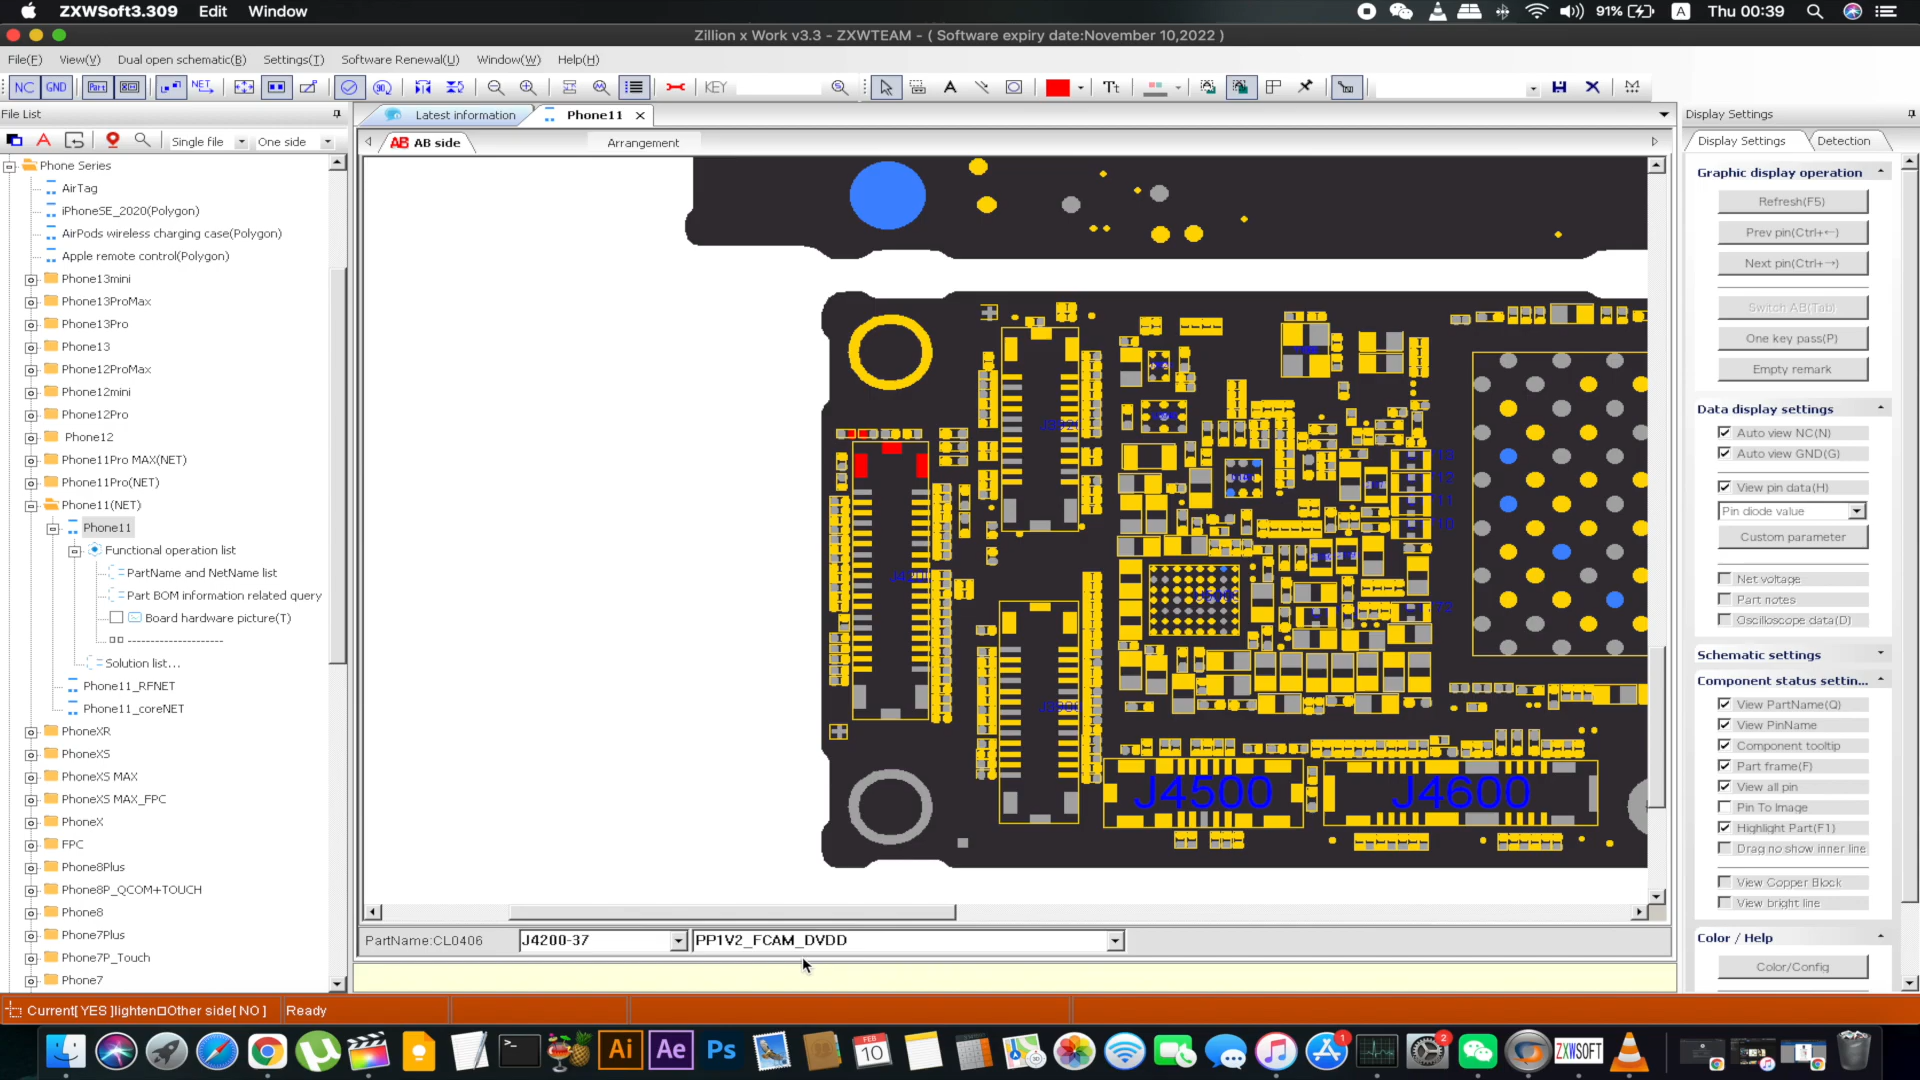 ZXWSoft3.309 Edit Window 91% A Thu 00:39
Zillion x Work v3.3 - ZXWTEAM - ( Software expiry date:November 10,2022 )
File(F) View(V) Dual open schematic(B) Settings(T) Software Renewal(U) Window(W) Help(H)
NC GND Part NET KEY A Tt
File List
Latest information
Phone11
Display Settings
Single file
One side
AB AB side
Arrangement
Display Settings
Detection
Phone Series
AirTag
iPhoneSE_2020(Polygon)
AirPods wireless charging case(Polygon)
Apple remote control(Polygon)
Phone13mini
Phone13ProMax
Phone13Pro
Phone13
Phone12ProMax
Phone12mini
Phone12Pro
Phone12
Phone11Pro MAX(NET)
Phone11Pro(NET)
Phone11(NET)
Phone11
Functional operation list
PartName and NetName list
Part BOM information related query
Board hardware picture(T)
--------------------
Solution list...
Phone11_RFNET
Phone11_coreNET
PhoneXR
PhoneXS
PhoneXS MAX
PhoneXS MAX_FPC
PhoneX
FPC
Phone8Plus
Phone8P_QCOM+TOUCH
Phone8
Phone7Plus
Phone7P_Touch
Phone7
J4500
J4600
PartName:CL0406
J4200-37
PP1V2_FCAM_DVDD
Graphic display operation
Refresh(F5)
Prev pin(Ctrl+←)
Next pin(Ctrl+→)
Switch AB(Tab)
One key pass(P)
Empty remark
Data display settings
Auto view NC(N)
Auto view GND(G)
View pin data(H)
Pin diode value
Custom parameter
Net voltage
Part notes
Oscilloscope data(D)
Schematic settings
Component status settin...
View PartName(Q)
View PinName
Component tooltip
Part frame(F)
View all pin
Pin To Image
Highlight Part(F1)
Drag no show inner line
View Copper Block
View bright line
Color / Help
Color/Config
Current[ YES ]lighten□Other side[ NO ]
Ready
Ai Ae Ps FEB 10 1 2 ZXWSOFT